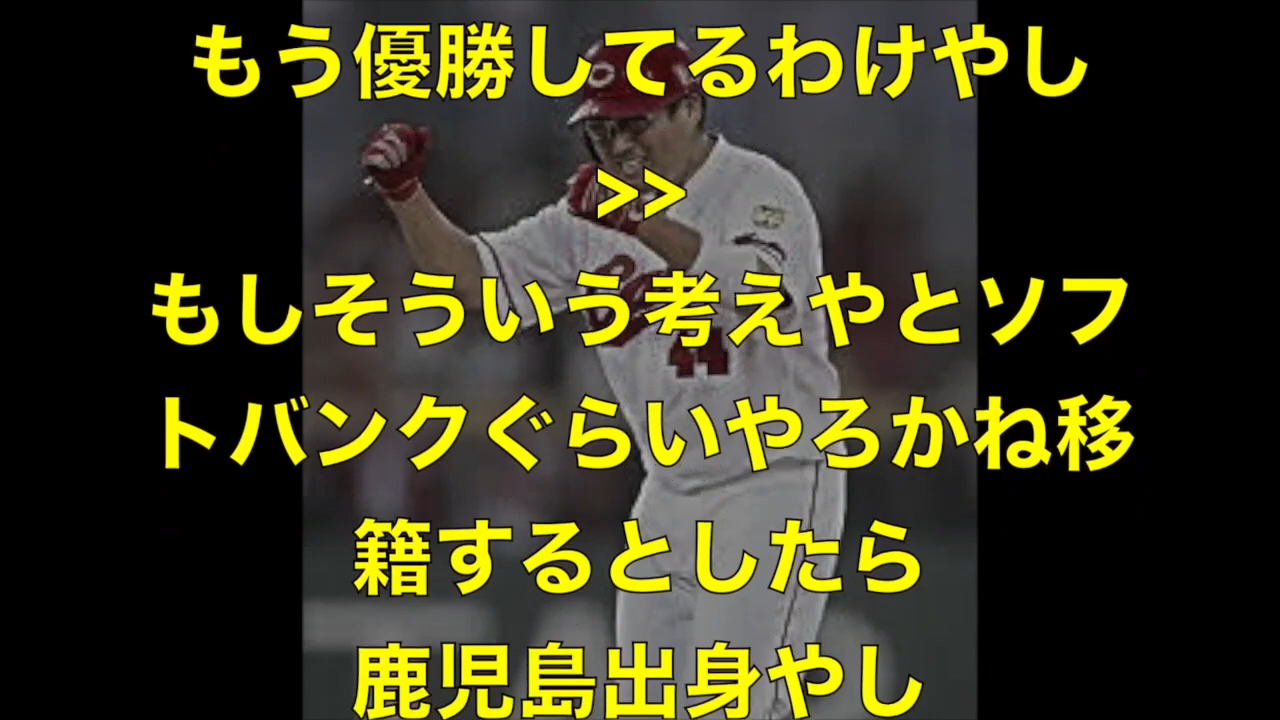 もう優勝してるわけやし
>>
もしそういう考えやとソフ
トバンクぐらいやろかね移
籍するとしたら
鹿児島出身やし
C
44